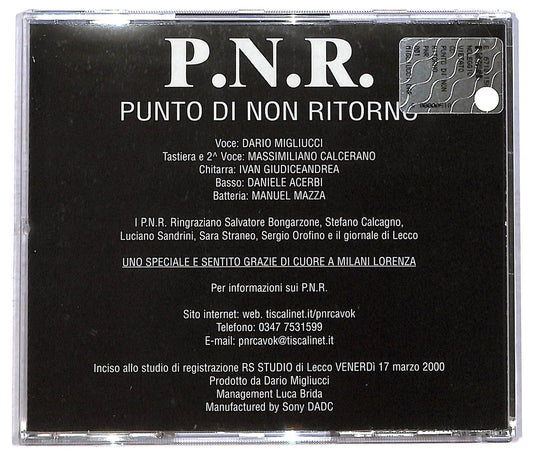 P.N.R.
PUNTO DI NON RITORNO
Voce: DARIO MIGLIUCCI
Tastiera e 2^ Voce: MASSIMILIANO CALCERANO
Chitarra: IVAN GIUDICEANDREA
Basso: DANIELE ACERBI
Batteria: MANUEL MAZZA
I P.N.R. Ringraziano Salvatore Bongarzone, Stefano Calcagno,
Luciano Sandrini, Sara Straneo, Sergio Orofino e il giornale di Lecco
UNO SPECIALE E SENTITO GRAZIE DI CUORE A MILANI LORENZA
Per informazioni sui P.N.R.
Sito internet: web. tiscalinet.it/pnrcavok
Telefono: 0347 7531599
E-mail: pnrcavok@tiscalinet.it
Inciso allo studio di registrazione RS STUDIO di Lecco VENERDÌ 17 marzo 2000
Prodotto da Dario Migliucci
Management Luca Brida
Manufactured by Sony DADC